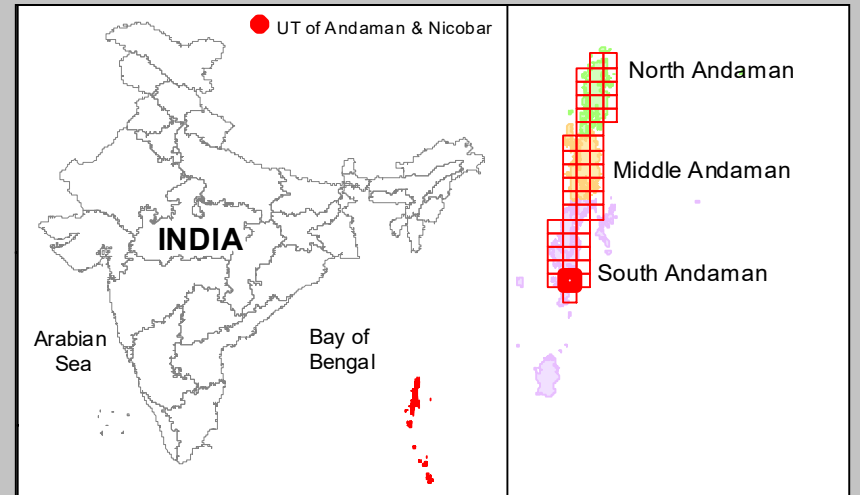 UT of Andaman & Nicobar
INDIA
Arabian
Sea
Bay of
Bengal
North Andaman
Middle Andaman
South Andaman